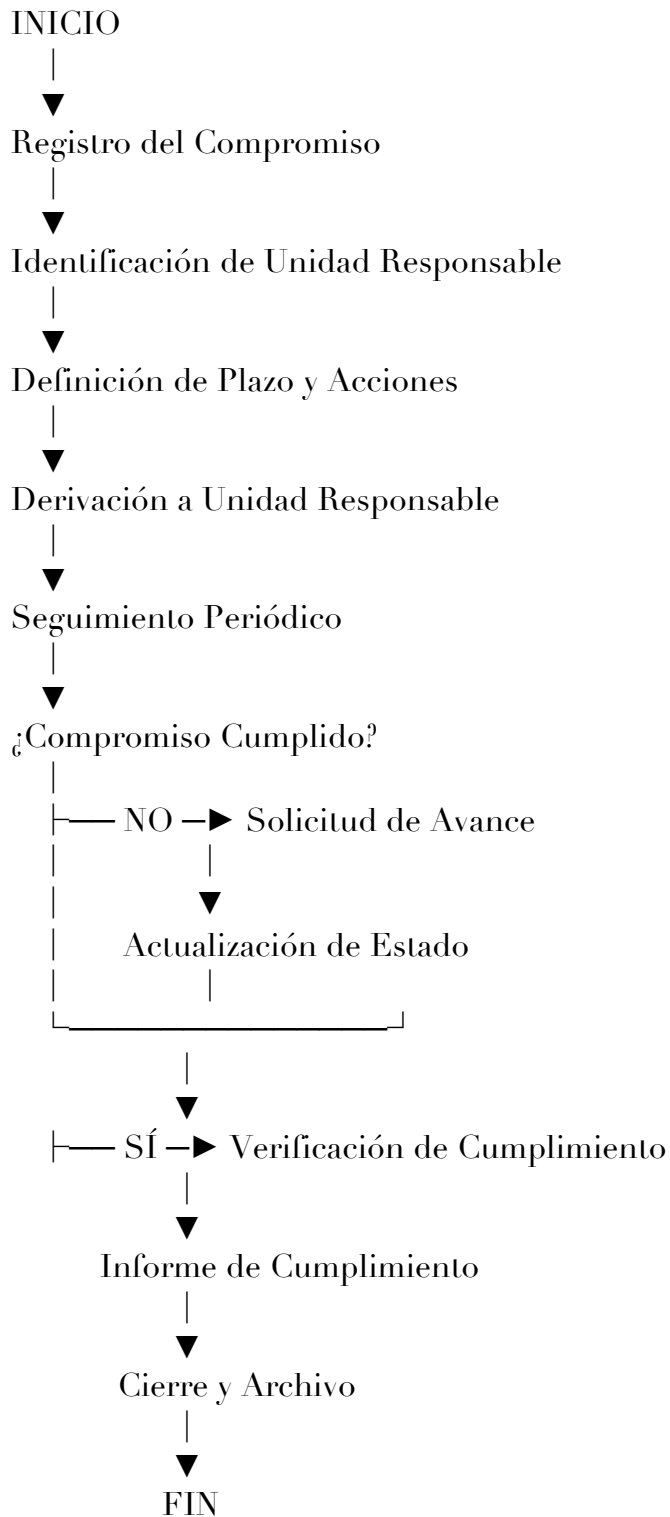 INICIO
Registro del Compromiso
Identificación de Unidad Responsable
Definición de Plazo y Acciones
Derivación a Unidad Responsable
Seguimiento Periódico
¿Compromiso Cumplido?
NO Solicitud de Avance
Actualización de Estado
SÍ Verificación de Cumplimiento
Informe de Cumplimiento
Cierre y Archivo
FIN